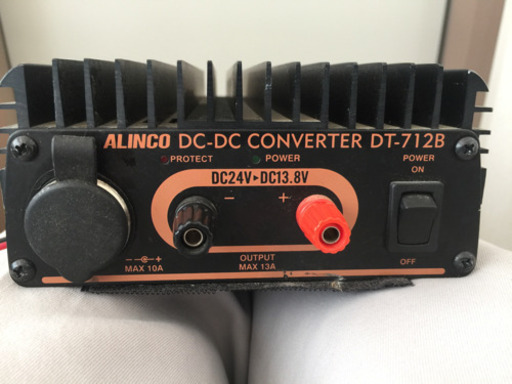 ALINCO DC-DC CONVERTER DT-712B
PROTECT POWER
POWER
ON
DC24V▶DC13.8V
− +
− +
MAX 10A
OUTPUT
MAX 13A
OFF